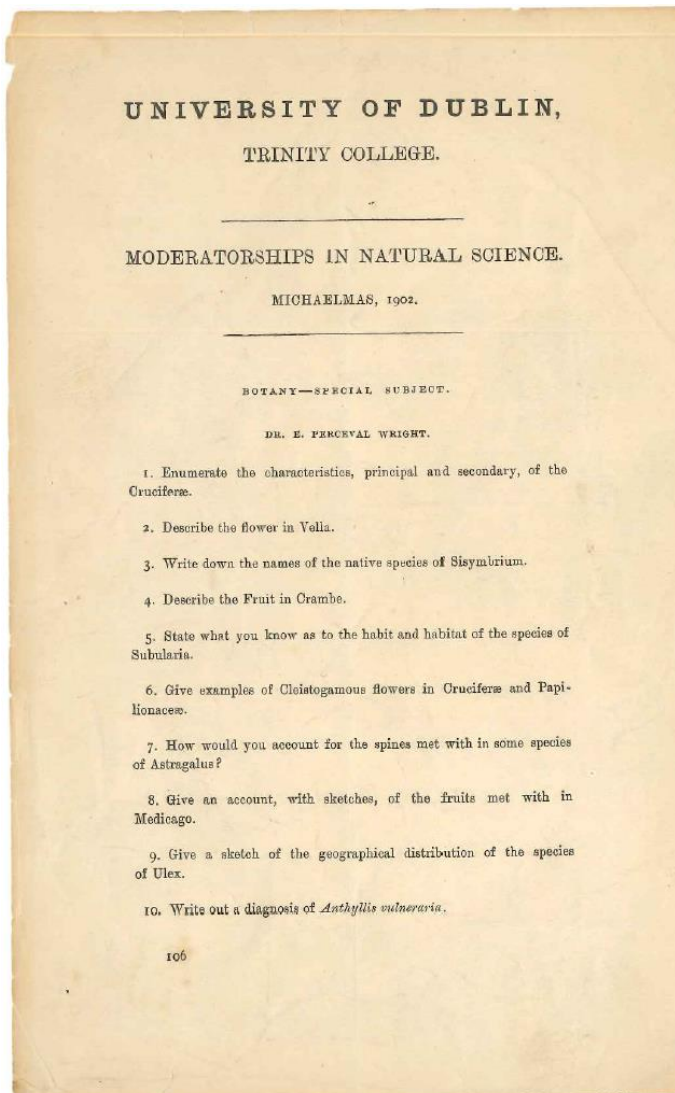 UNIVERSITY OF DUBLIN,
TRINITY COLLEGE.
MODERATORSHIPS IN NATURAL SCIENCE.
MICHAELMAS, 1902.
BOTANY—SPECIAL SUBJECT.
DR. E. PERCEVAL WRIGHT.
1. Enumerate the characteristics, principal and secondary, of the
Cruciferæ.
2. Describe the flower in Vella.
3. Write down the names of the native species of Sisymbrium.
4. Describe the Fruit in Crambe.
5. State what you know as to the habit and habitat of the species of
Subularia.
6. Give examples of Cleistogamous flowers in Cruciferæ and Papi-
lionaceæ.
7. How would you account for the spines met with in some species
of Astragalus?
8. Give an account, with sketches, of the fruits met with in
Medicago.
9. Give a sketch of the geographical distribution of the species
of Ulex.
10. Write out a diagnosis of Anthyllis vulneraria.
106